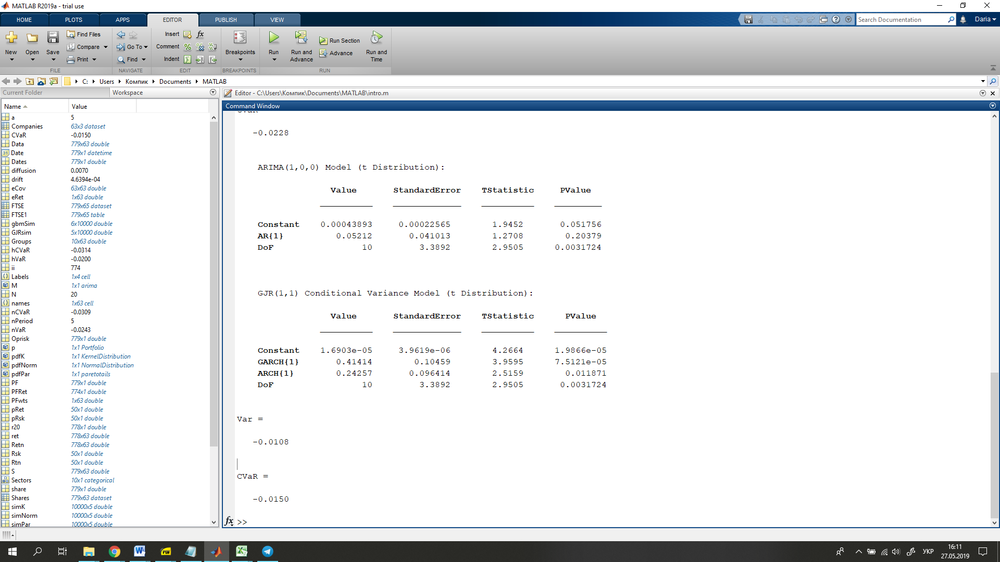 MATLAB R2019a - trial use
HOME PLOTS APPS EDITOR PUBLISH VIEW
Search Documentation
Daria
New
Open
Save
Find Files
Compare
Print
FILE
Go To
Find
NAVIGATE
Insert
Comment
Indent
EDIT
Breakpoints
BREAKPOINTS
Run
Run and Advance
Run Section
Advance
Run and Time
RUN
C: Users Компик Documents MATLAB
Current Folder
Workspace
Name Value
a 5
Companies 63x3 dataset
CVaR -0.0150
Data 779x63 double
Date 779x1 datetime
Dates 779x1 double
diffusion 0.0070
drift 4.6394e-04
eCov 63x63 double
eRet 1x63 double
FTSE 779x65 dataset
FTSE1 779x65 table
gbmSim 6x10000 double
GJRsim 5x10000 double
Groups 10x63 double
hCVaR -0.0314
hVaR -0.0200
ii 774
Labels 1x4 cell
M 1x1 arima
N 20
names 1x63 cell
nCVaR -0.0309
nPeriod 5
nVaR -0.0243
Oprisk 779x1 double
p 1x1 Portfolio
pdfK 1x1 KernelDistribution
pdfNorm 1x1 NormalDistribution
pdfPar 1x1 paretotails
PF 779x1 double
PFRet 774x1 double
PFwts 1x63 double
pRet 50x1 double
pRsk 50x1 double
r20 778x1 double
ret 778x63 double
Retn 778x63 double
Rsk 50x1 double
Rtn 50x1 double
S 779x63 double
Sectors 10x1 categorical
share 779x1 double
Shares 779x63 dataset
simK 10000x5 double
simNorm 10000x5 double
simPar 10000x5 double
Editor - C:\Users\Компик\Documents\MATLAB\intro.m
Command Window
-0.0228
ARIMA(1,0,0) Model (t Distribution):
Value StandardError TStatistic PValue
Constant 0.00043893 0.00022565 1.9452 0.051756
AR{1} 0.05212 0.041013 1.2708 0.20379
DoF 10 3.3892 2.9505 0.0031724
GJR(1,1) Conditional Variance Model (t Distribution):
Value StandardError TStatistic PValue
Constant 1.6903e-05 3.9619e-06 4.2664 1.9866e-05
GARCH{1} 0.41414 0.10459 3.9595 7.5121e-05
ARCH{1} 0.24257 0.096414 2.5159 0.011871
DoF 10 3.3892 2.9505 0.0031724
Var =
-0.0108
CVaR =
-0.0150
fx >>
УКР
16:11
27.05.2019